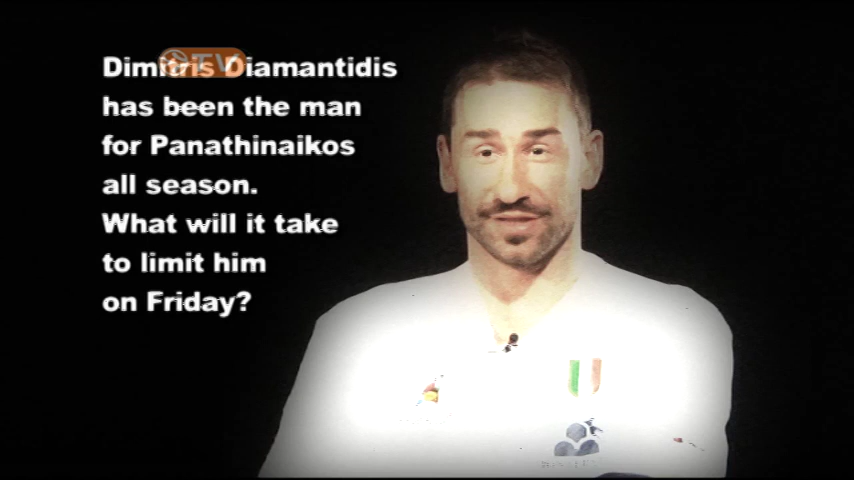 TV
Dimitris Diamantidis
has been the man
for Panathinaikos
all season.
What will it take
to limit him
on Friday?